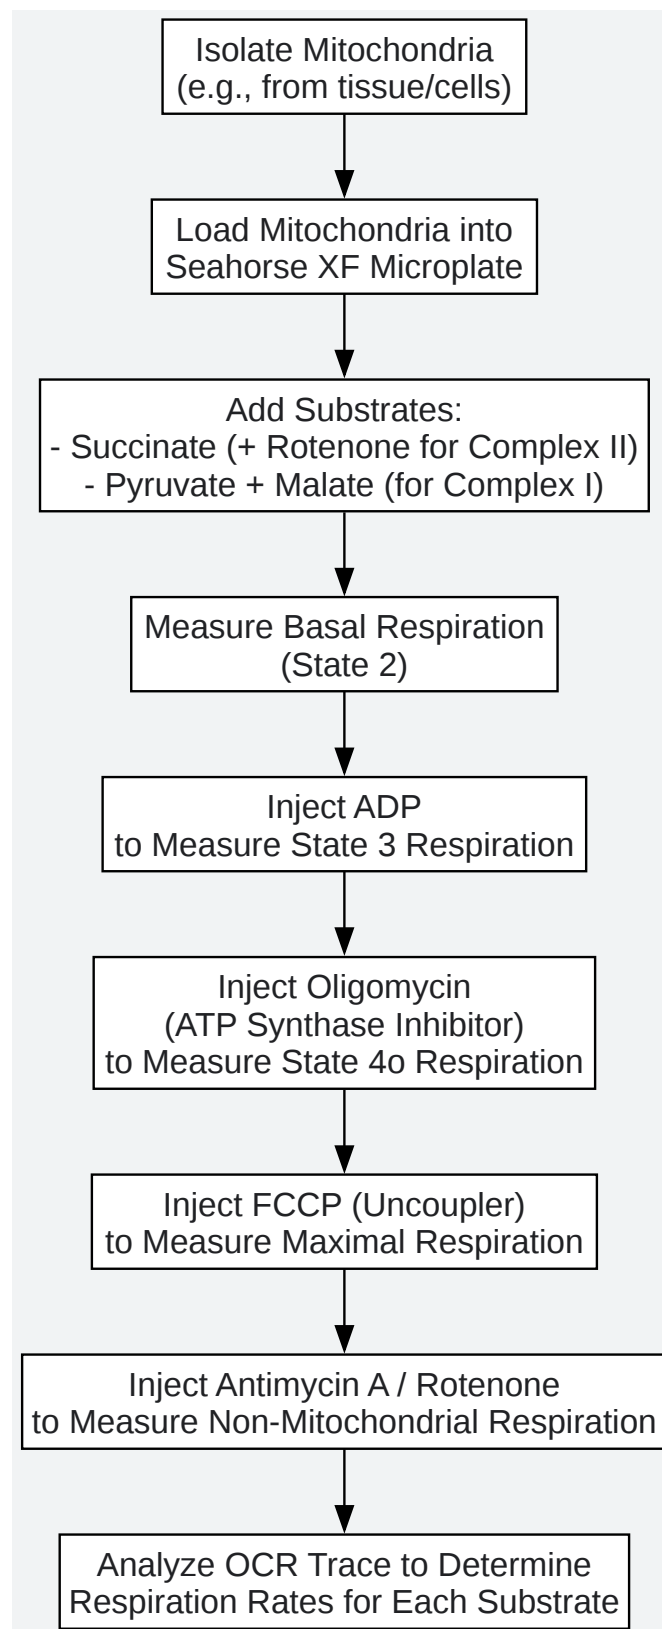 Isolate Mitochondria
(e.g., from tissue/cells)
Load Mitochondria into
Seahorse XF Microplate
Add Substrates:
- Succinate (+ Rotenone for Complex II)
- Pyruvate + Malate (for Complex I)
Measure Basal Respiration
(State 2)
Inject ADP
to Measure State 3 Respiration
Inject Oligomycin
(ATP Synthase Inhibitor)
to Measure State 4o Respiration
Inject FCCP (Uncoupler)
to Measure Maximal Respiration
Inject Antimycin A / Rotenone
to Measure Non-Mitochondrial Respiration
Analyze OCR Trace to Determine
Respiration Rates for Each Substrate